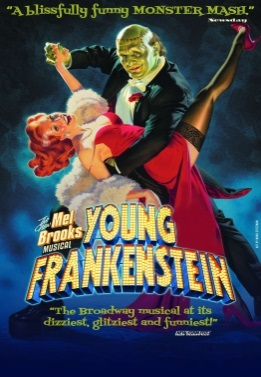 "A blissfully funny MONSTER MASH."
Newsday
The New
Mel
Brooks
MUSICAL
YOUNG
FRANKENSTEIN
"The Broadway musical at its
dizziest, glitziest and funniest!"